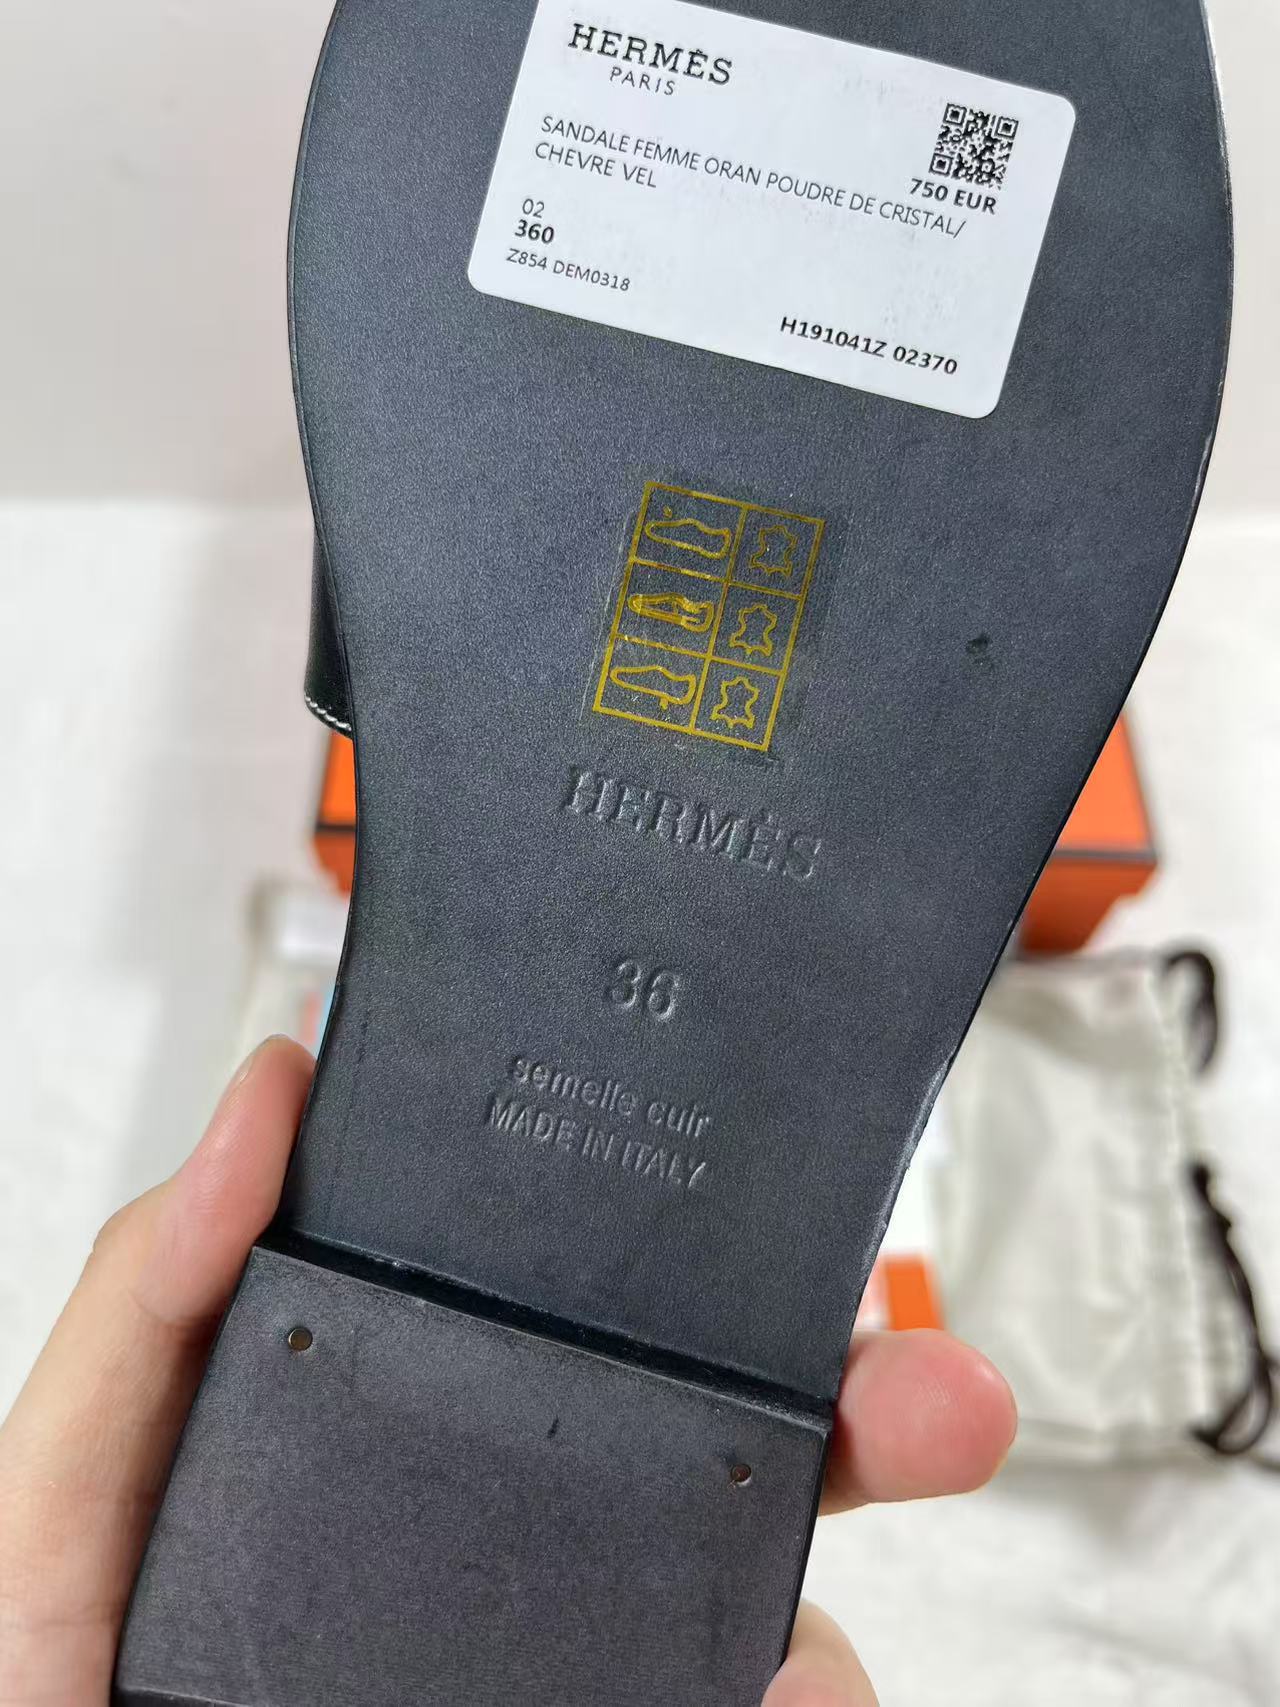 HERMÈS
PARIS
750 EUR
SANDALE FEMME ORAN POUDRE DE CRISTAL/
CHEVRE VEL
02
360
Z854 DEM0318
H191041Z 02370
HERMÈS
36
semelle cuir
MADE IN ITALY